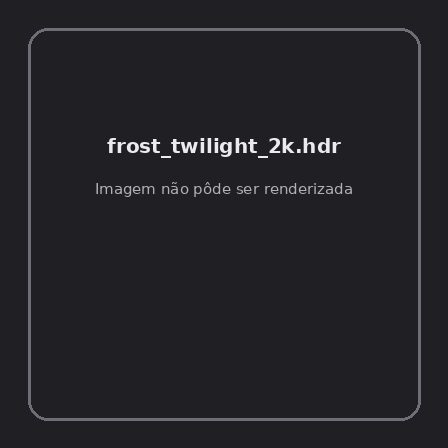 frost_twilight_2k.hdr
Imagem não pôde ser renderizada